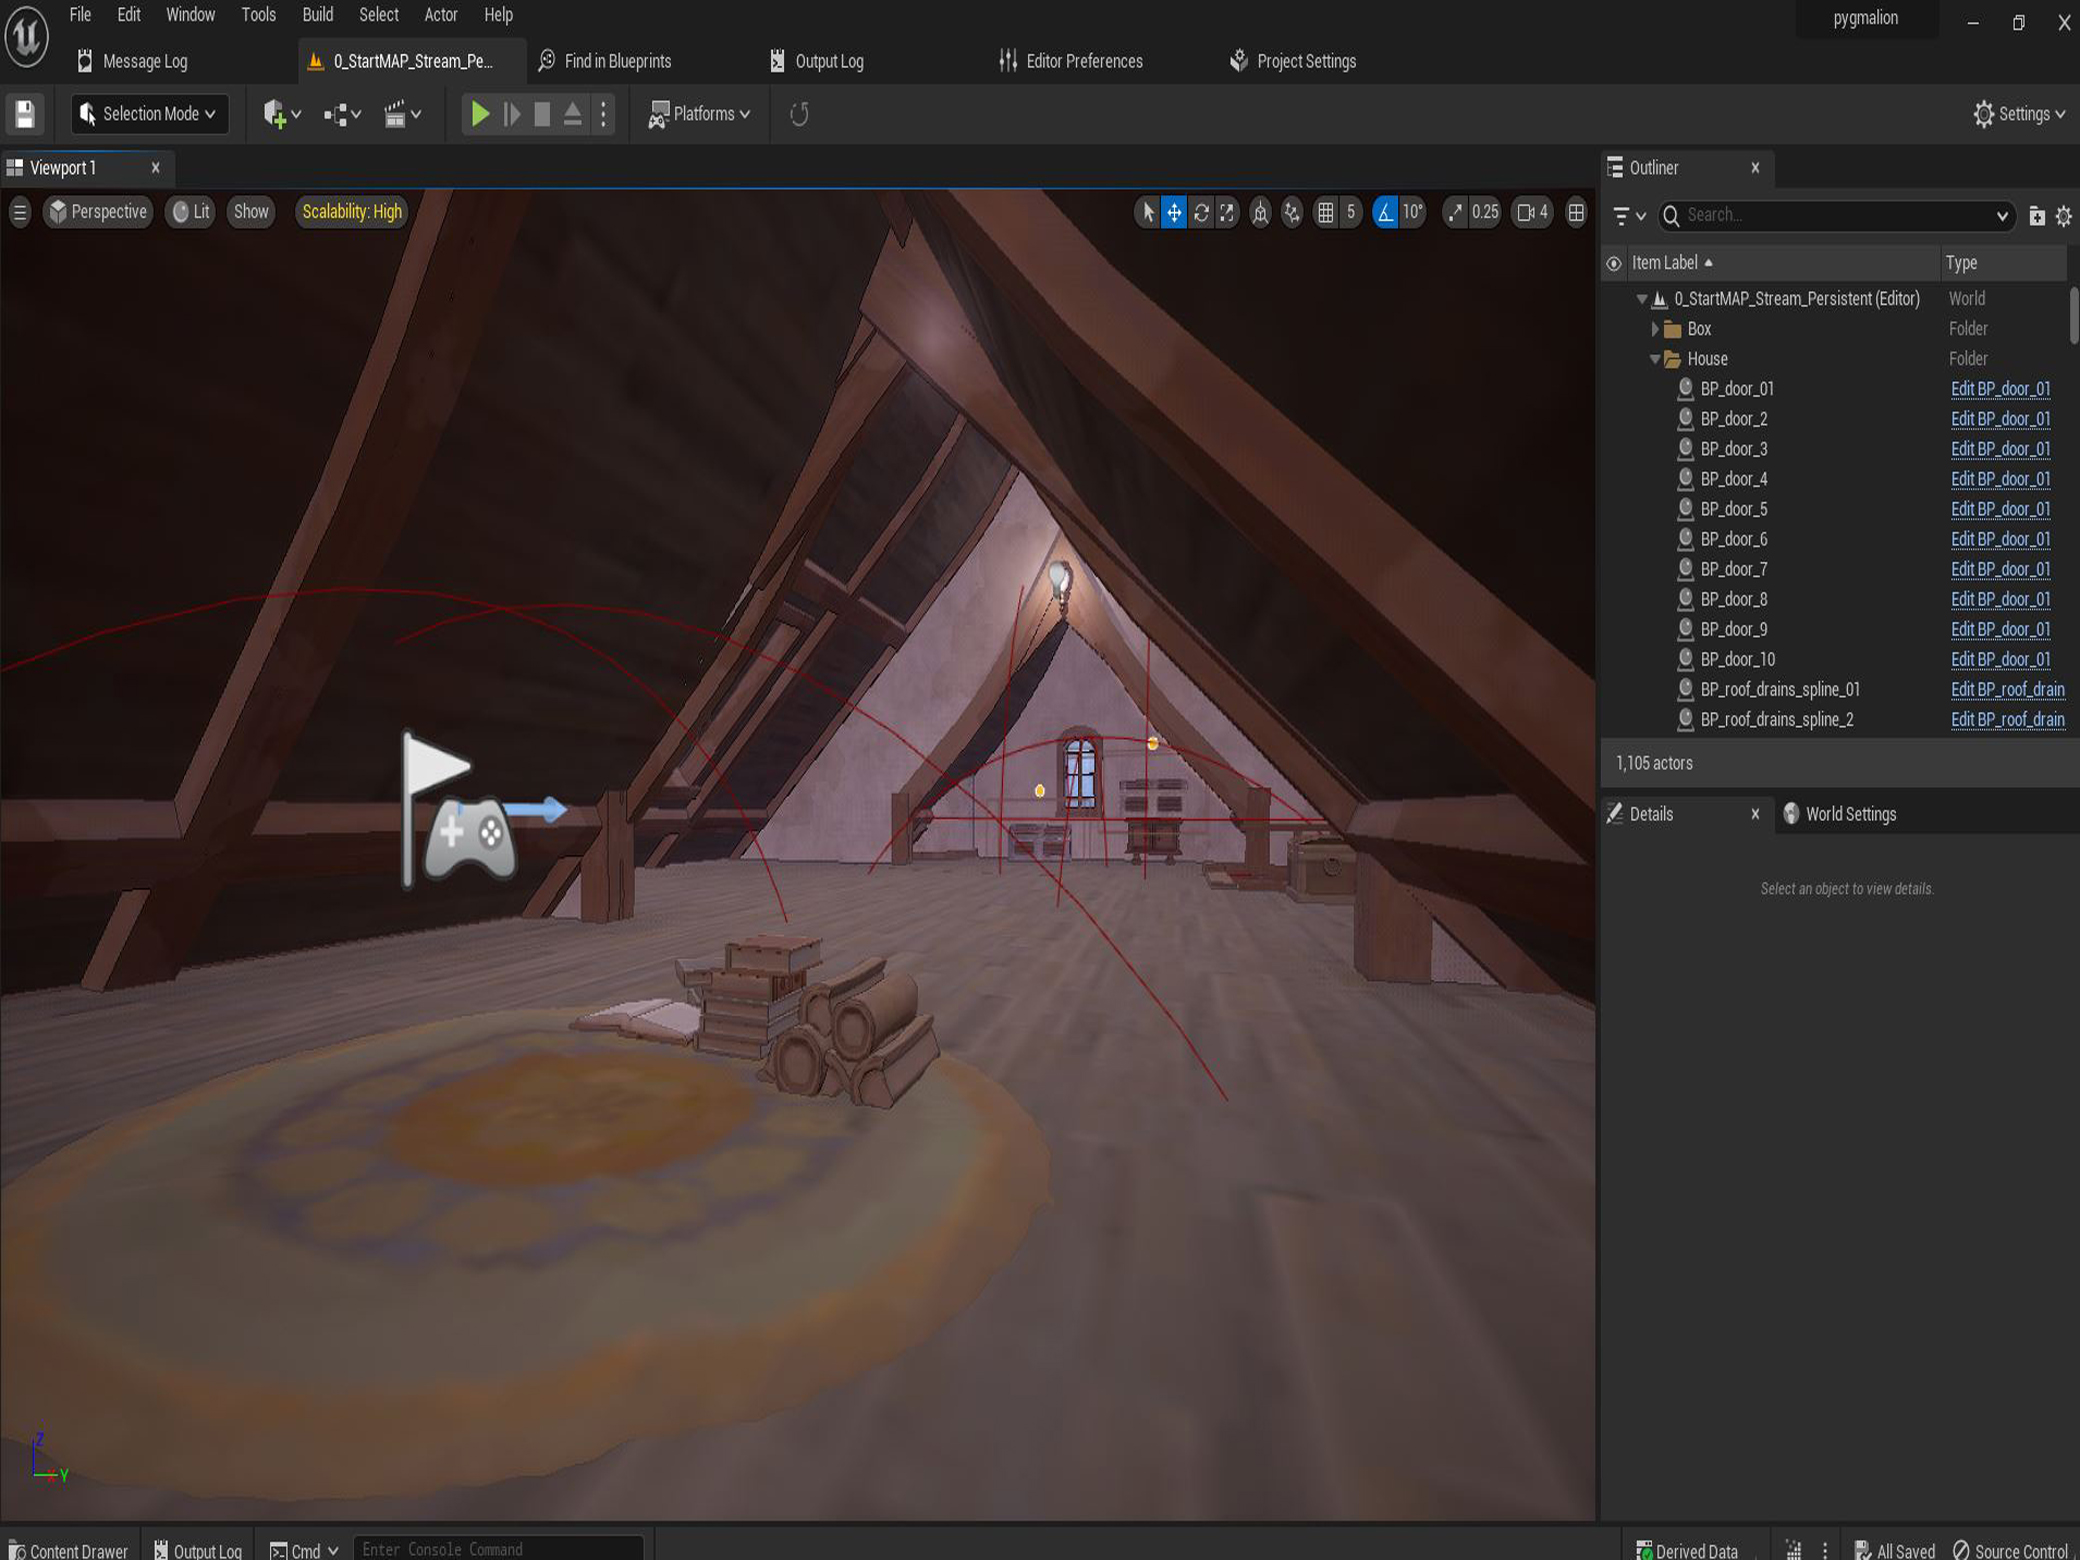 File Edit Window Tools Build Select Actor Help
pygmalion
Message Log
0_StartMAP_Stream_Pe...
Find in Blueprints
Output Log
Editor Preferences
Project Settings
Selection Mode
Platforms
Settings
Viewport 1
Outliner
Perspective
Lit
Show
Scalability: High
5
10°
0.25
4
Search...
Item Label
Type
0_StartMAP_Stream_Persistent (Editor) World
Box Folder
House Folder
BP_door_01 Edit BP_door_01
BP_door_2 Edit BP_door_01
BP_door_3 Edit BP_door_01
BP_door_4 Edit BP_door_01
BP_door_5 Edit BP_door_01
BP_door_6 Edit BP_door_01
BP_door_7 Edit BP_door_01
BP_door_8 Edit BP_door_01
BP_door_9 Edit BP_door_01
BP_door_10 Edit BP_door_01
BP_roof_drains_spline_01 Edit BP_roof_drain
BP_roof_drains_spline_2 Edit BP_roof_drain
1,105 actors
Details
World Settings
Select an object to view details.
Z
X Y
Content Drawer
Output Log
Cmd
Enter Console Command
Derived Data
All Saved
Source Control